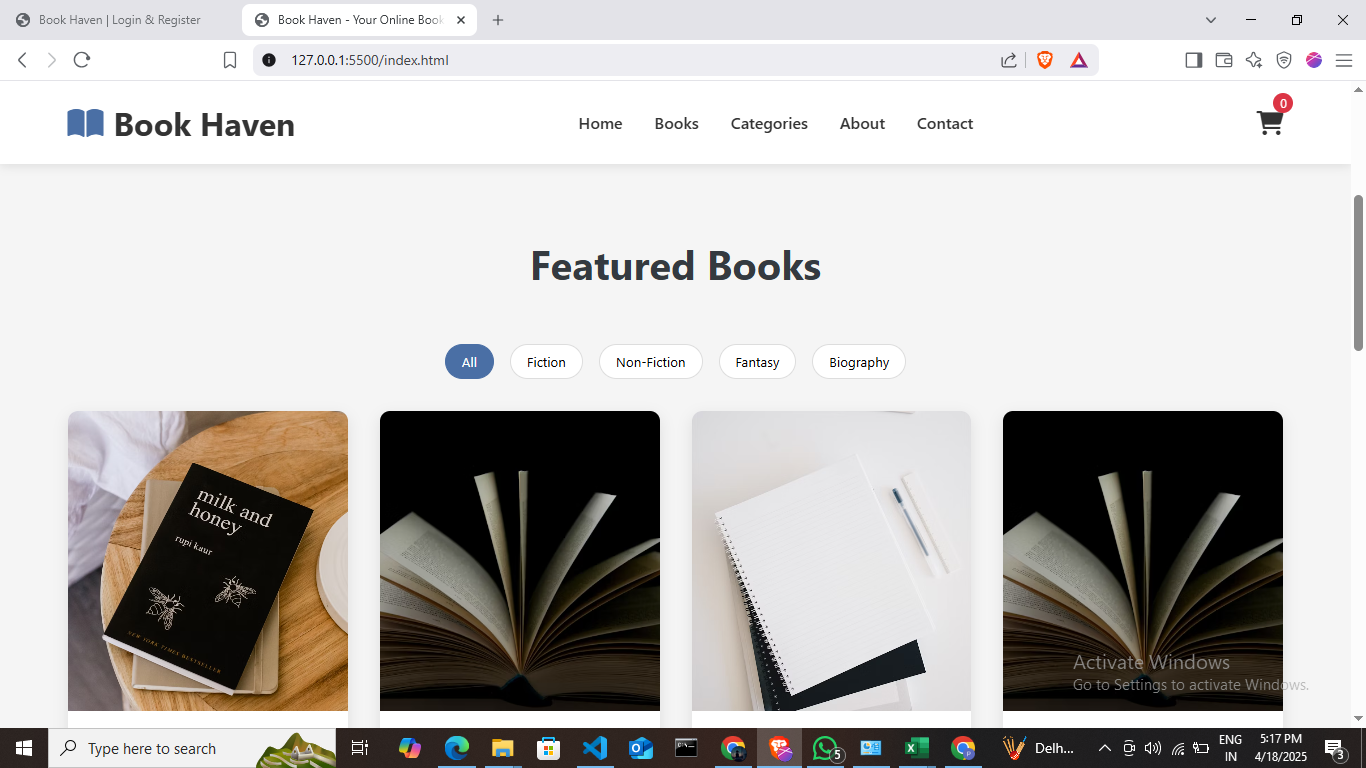 Book Haven | Login & Register
Book Haven - Your Online Book
127.0.0.1:5500/index.html
Book Haven
Home
Books
Categories
About
Contact
0
Featured Books
All
Fiction
Non-Fiction
Fantasy
Biography
milk and
honey
rupi kaur
NEW YORK TIMES BESTSELLER
Activate Windows
Go to Settings to activate Windows.
Type here to search
5
Delh...
ENG
IN
5:17 PM
4/18/2025
3